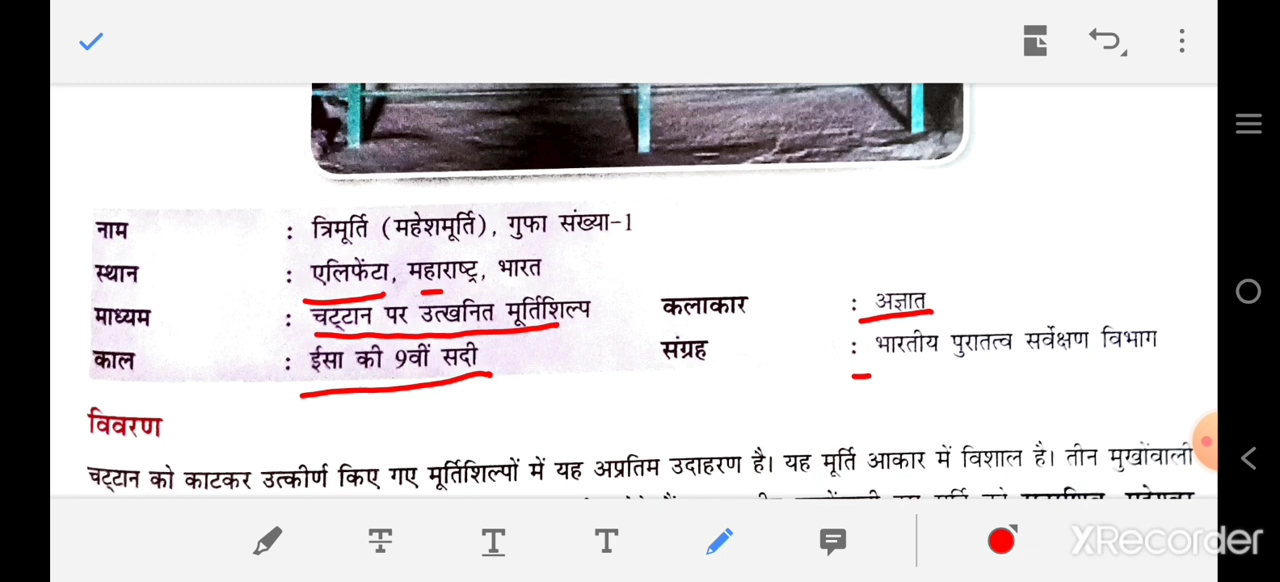 नाम : त्रिमूर्ति (महेशमूर्ति), गुफा संख्या-1
स्थान : एलिफेंटा, महाराष्ट्र, भारत
माध्यम : चट्टान पर उत्खनित मूर्तिशिल्प कलाकार : अज्ञात
काल : ईसा की 9वीं सदी संग्रह : भारतीय पुरातत्व सर्वेक्षण विभाग
विवरण
चट्टान को काटकर उत्कीर्ण किए गए मूर्तिशिल्पों में यह अप्रतिम उदाहरण है। यह मूर्ति आकार में विशाल है। तीन मुखोंवाली
T T T
XRecorder